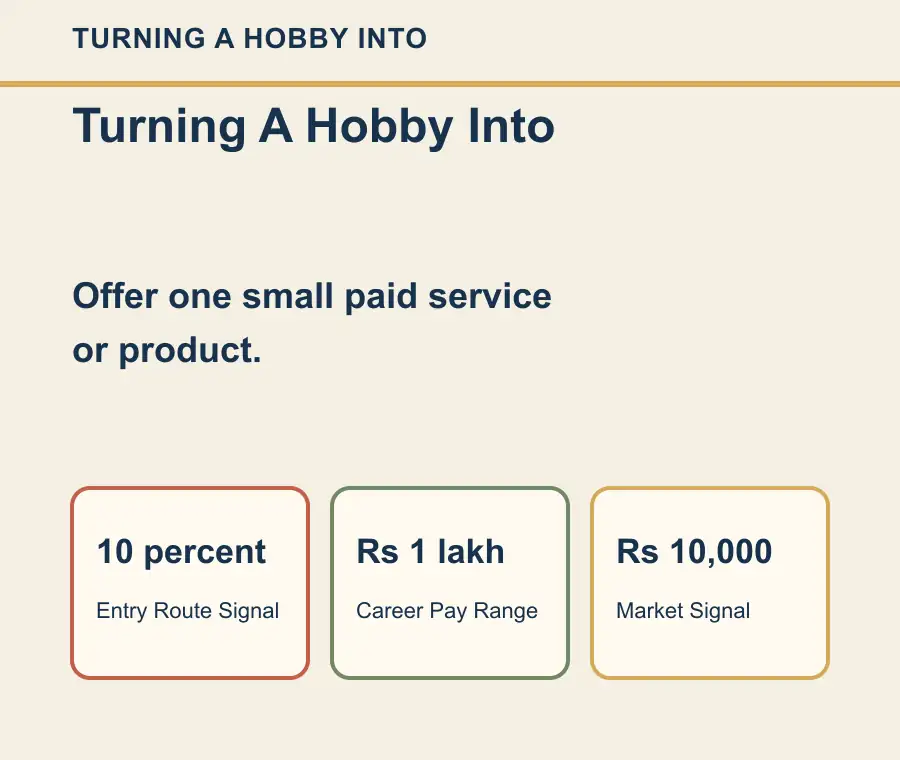 TURNING A HOBBY INTO
Turning A Hobby Into
Offer one small paid service
or product.
10 percent
Entry Route Signal
Rs 1 lakh
Career Pay Range
Rs 10,000
Market Signal